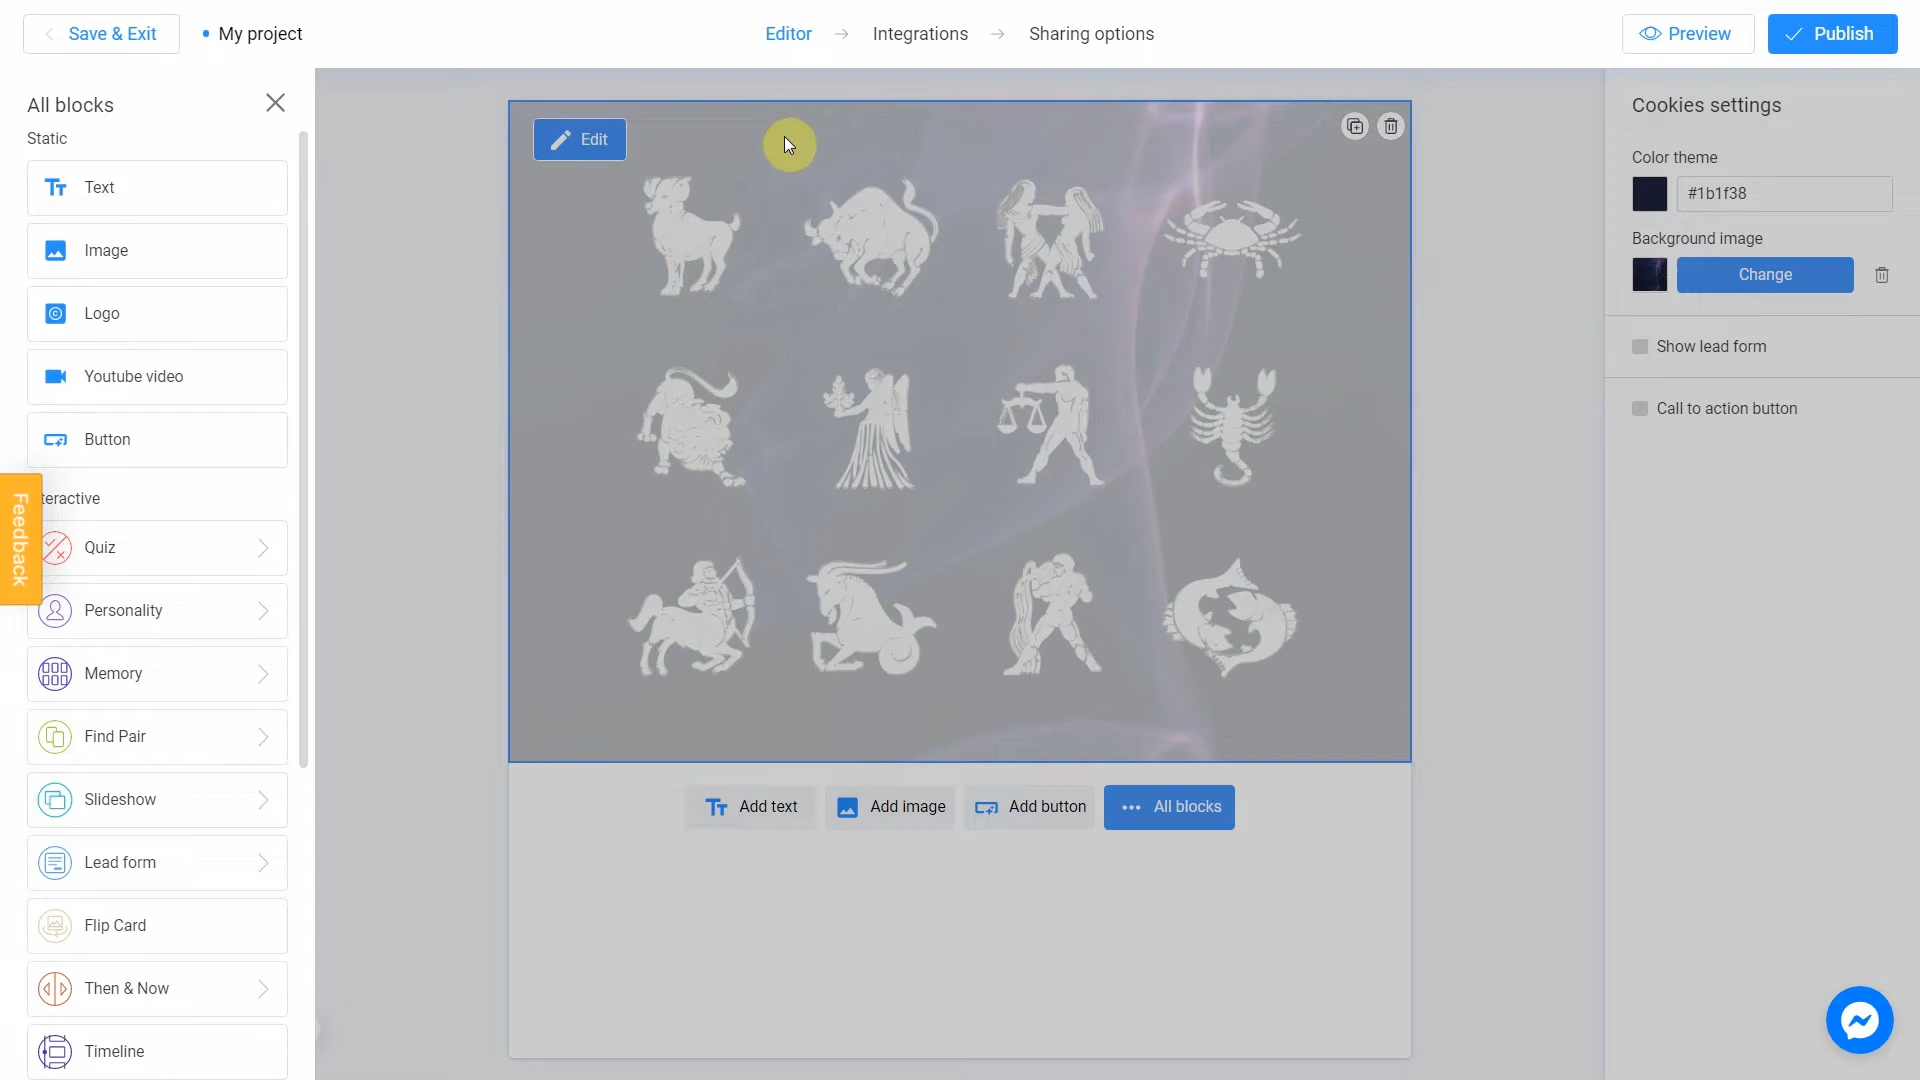 Save & Exit
My project
Editor
Integrations
Sharing options
Preview
Publish
All blocks
Static
Text
Image
Logo
Youtube video
Button
teractive
Quiz
Personality
Memory
Find Pair
Slideshow
Lead form
Flip Card
Then & Now
Timeline
Feedback
Edit
Add text
Add image
Add button
All blocks
Cookies settings
Color theme
#1b1f38
Background image
Change
Show lead form
Call to action button